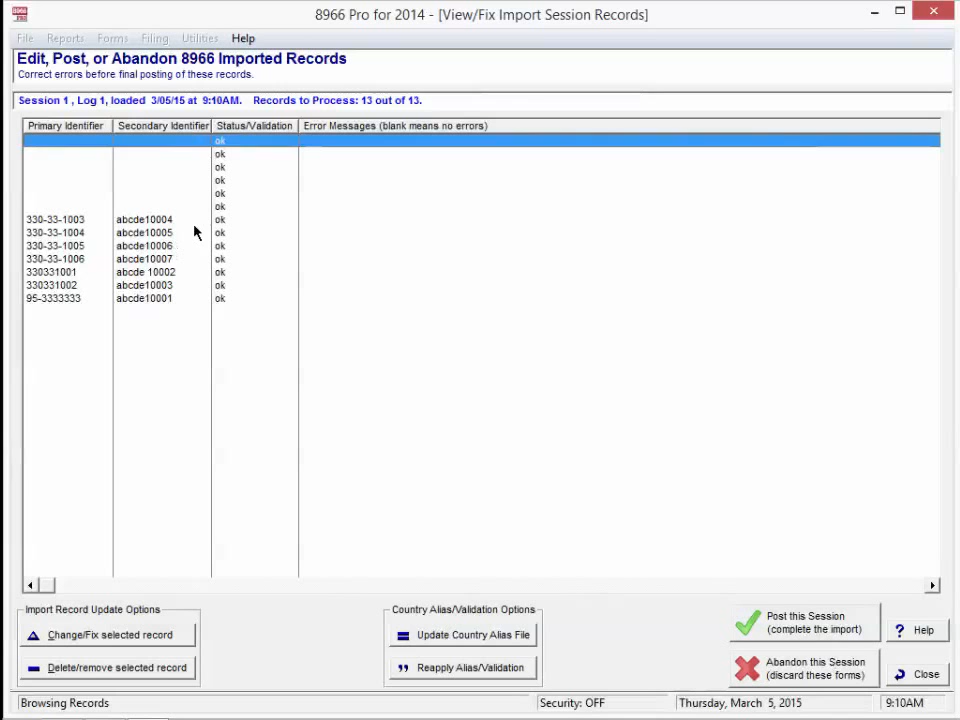 8966 Pro for 2014 - [View/Fix Import Session Records]
File Reports Forms Filing Utilities Help
Edit, Post, or Abandon 8966 Imported Records
Correct errors before final posting of these records.
Session 1 , Log 1, loaded 3/05/15 at 9:10AM. Records to Process: 13 out of 13.
Primary Identifier Secondary Identifier Status/Validation Error Messages (blank means no errors)
ok
ok
ok
ok
ok
ok
330-33-1003 abcde10004 ok
330-33-1004 abcde10005 ok
330-33-1005 abcde10006 ok
330-33-1006 abcde10007 ok
330331001 abcde 10002 ok
330331002 abcde10003 ok
95-3333333 abcde10001 ok
Import Record Update Options
Change/Fix selected record
Delete/remove selected record
Country Alias/Validation Options
Update Country Alias File
Reapply Alias/Validation
Post this Session
(complete the import)
Abandon this Session
(discard these forms)
? Help
Close
Browsing Records Security: OFF Thursday, March 5, 2015 9:10AM